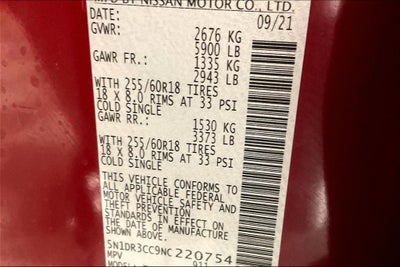 MFD BY NISSAN MOTOR CO., LTD.
DATE: 09/21
GVWR: 2676 KG
5900 LB
GAWR FR.: 1335 KG
2943 LB
WITH 255/60R18 TIRES
18 X 8.0 RIMS AT 33 PSI
COLD SINGLE
GAWR RR.: 1530 KG
3373 LB
WITH 255/60R18 TIRES
18 X 8.0 RIMS AT 33 PSI
COLD SINGLE
THIS VEHICLE CONFORMS TO
ALL APPLICABLE FEDERAL
MOTOR VEHICLE SAFETY AND
THEFT PREVENTION
STANDARDS IN EFFECT ON
THE DATE OF MANUFACTURE
SHOWN ABOVE.
5N1DR3CC9NC220754
MPV